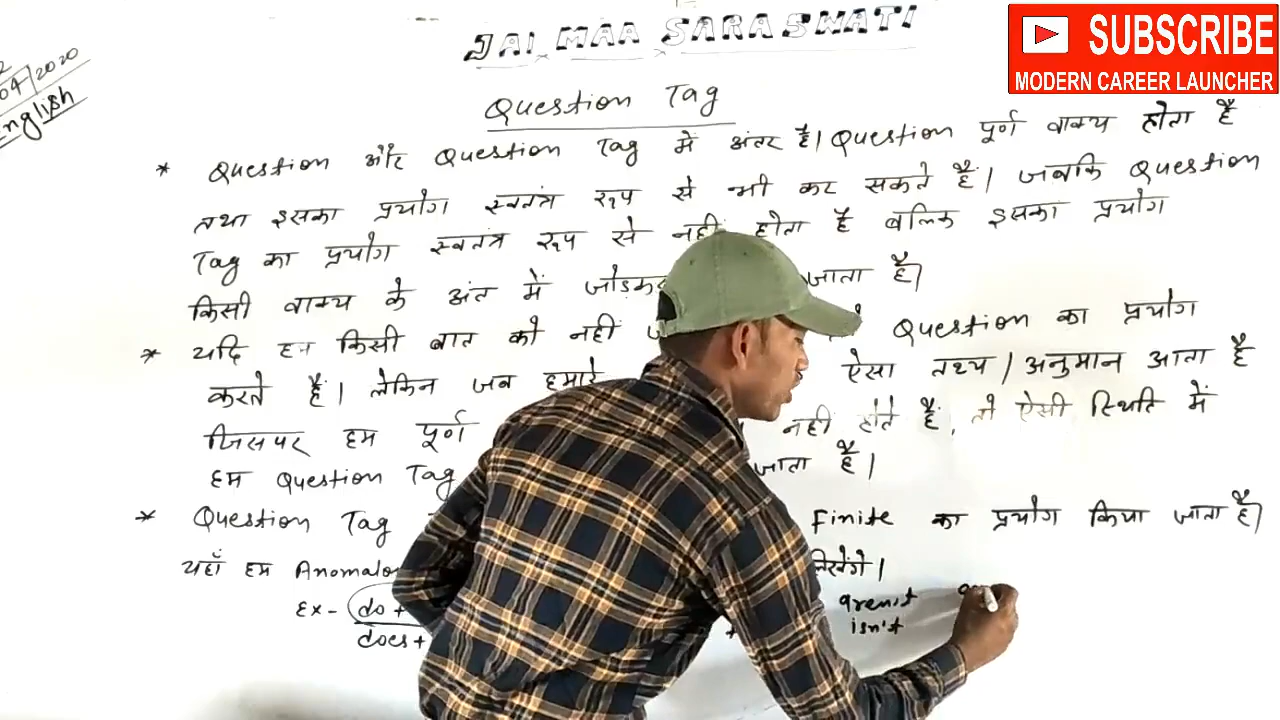 JAI MAA SARASWATI
SUBSCRIBE
MODERN CAREER LAUNCHER
04/2020
English
Question Tag
* Question और Question Tag में अंतर है। Question पूर्ण वाक्य होता है
तथा इसका प्रयोग स्वतंत्र रूप से भी कर सकते हैं। जबकि Question
Tag का प्रयोग स्वतंत्र रूप से नहीं होता है बल्कि इसका प्रयोग
किसी वाक्य के अंत में जोड़कर जाता है।
* यदि हम किसी बात को नहीं Question का प्रयोग
करते हैं। लेकिन जब हमारे ऐसा तथ्य / अनुमान आता है
जिसपर हम पूर्ण नहीं होते हैं, तो ऐसी स्थिति में
हम Question Tag जाता है।
* Question Tag Finite का प्रयोग किया जाता है।
यहाँ हम लिखेंगे।
Ex- do + aren't
does + isn't